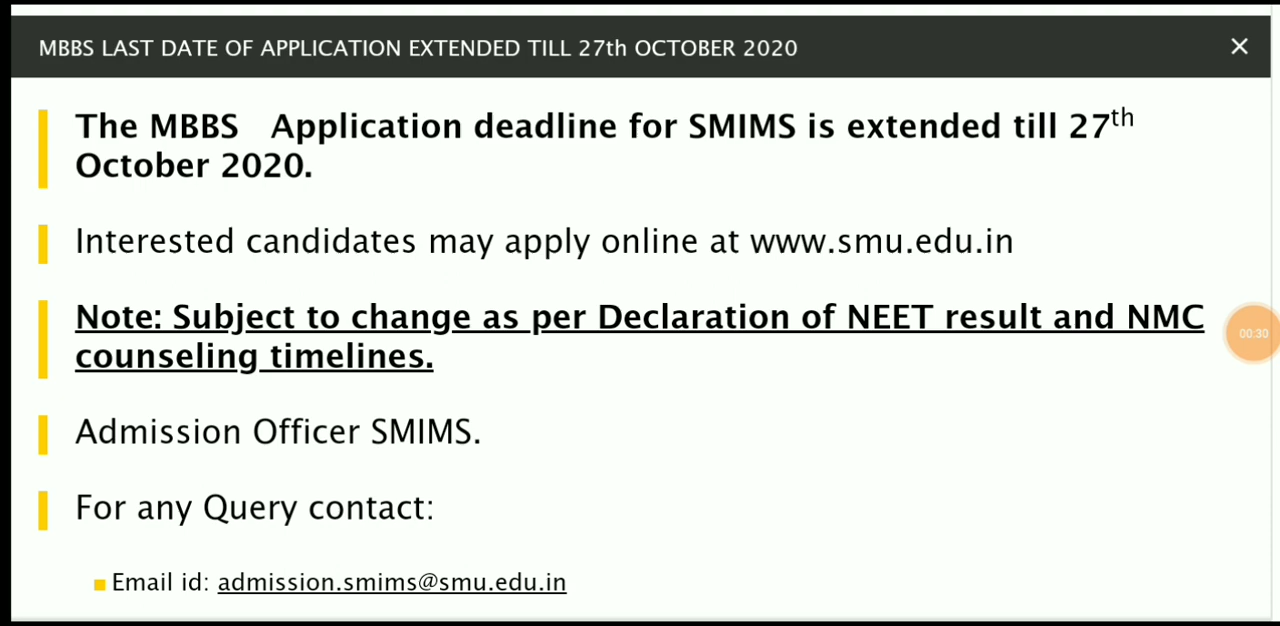 MBBS LAST DATE OF APPLICATION EXTENDED TILL 27th OCTOBER 2020 ×
The MBBS Application deadline for SMIMS is extended till 27th
October 2020.
Interested candidates may apply online at www.smu.edu.in
Note: Subject to change as per Declaration of NEET result and NMC
counseling timelines.
00:30
Admission Officer SMIMS.
For any Query contact:
Email id: admission.smims@smu.edu.in